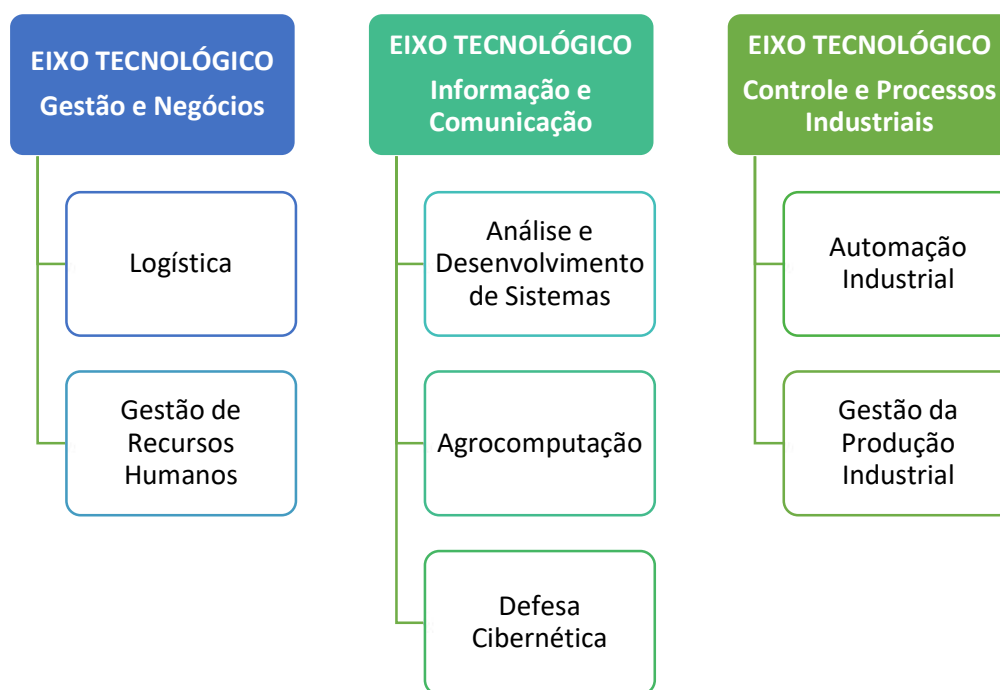 EIXO TECNOLÓGICO
Gestão e Negócios
Logística
Gestão de
Recursos
Humanos
EIXO TECNOLÓGICO
Informação e
Comunicação
Análise e
Desenvolvimento
de Sistemas
Agrocomputação
Defesa
Cibernética
EIXO TECNOLÓGICO
Controle e Processos
Industriais
Automação
Industrial
Gestão da
Produção
Industrial